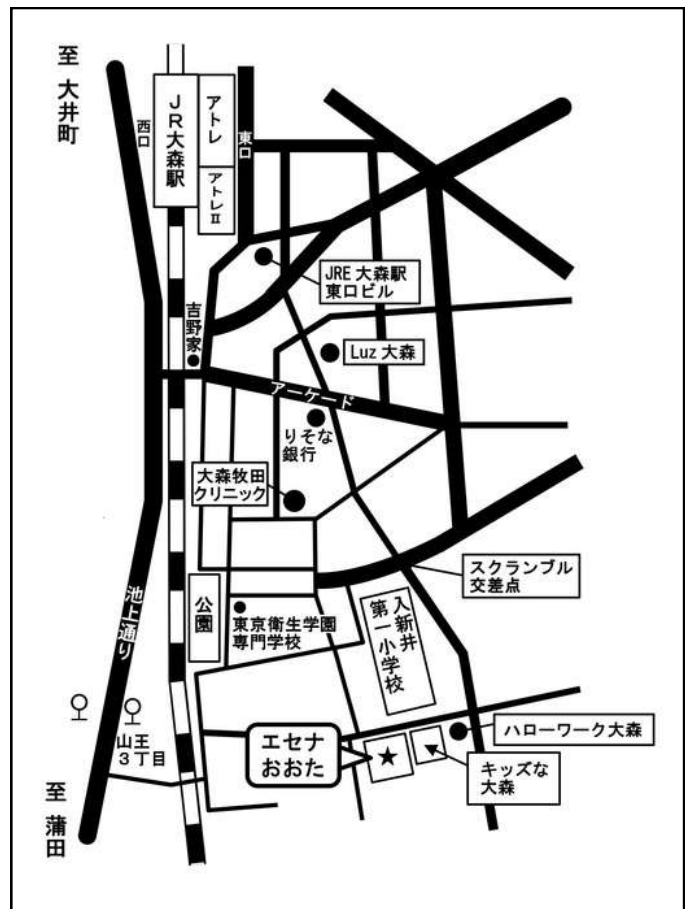 至 大井町
西口
JR大森駅
アトレ
アトレⅡ
東口
JRE 大森駅
東口ビル
吉野家
Luz 大森
アーケード
りそな
銀行
大森牧田
クリニック
スクランブル
交差点
池上通り
公園
東京衛生学園
専門学校
入新井
第一小学校
山王
3丁目
エセナ
おおた
ハローワーク大森
キッズな
大森
至 蒲田